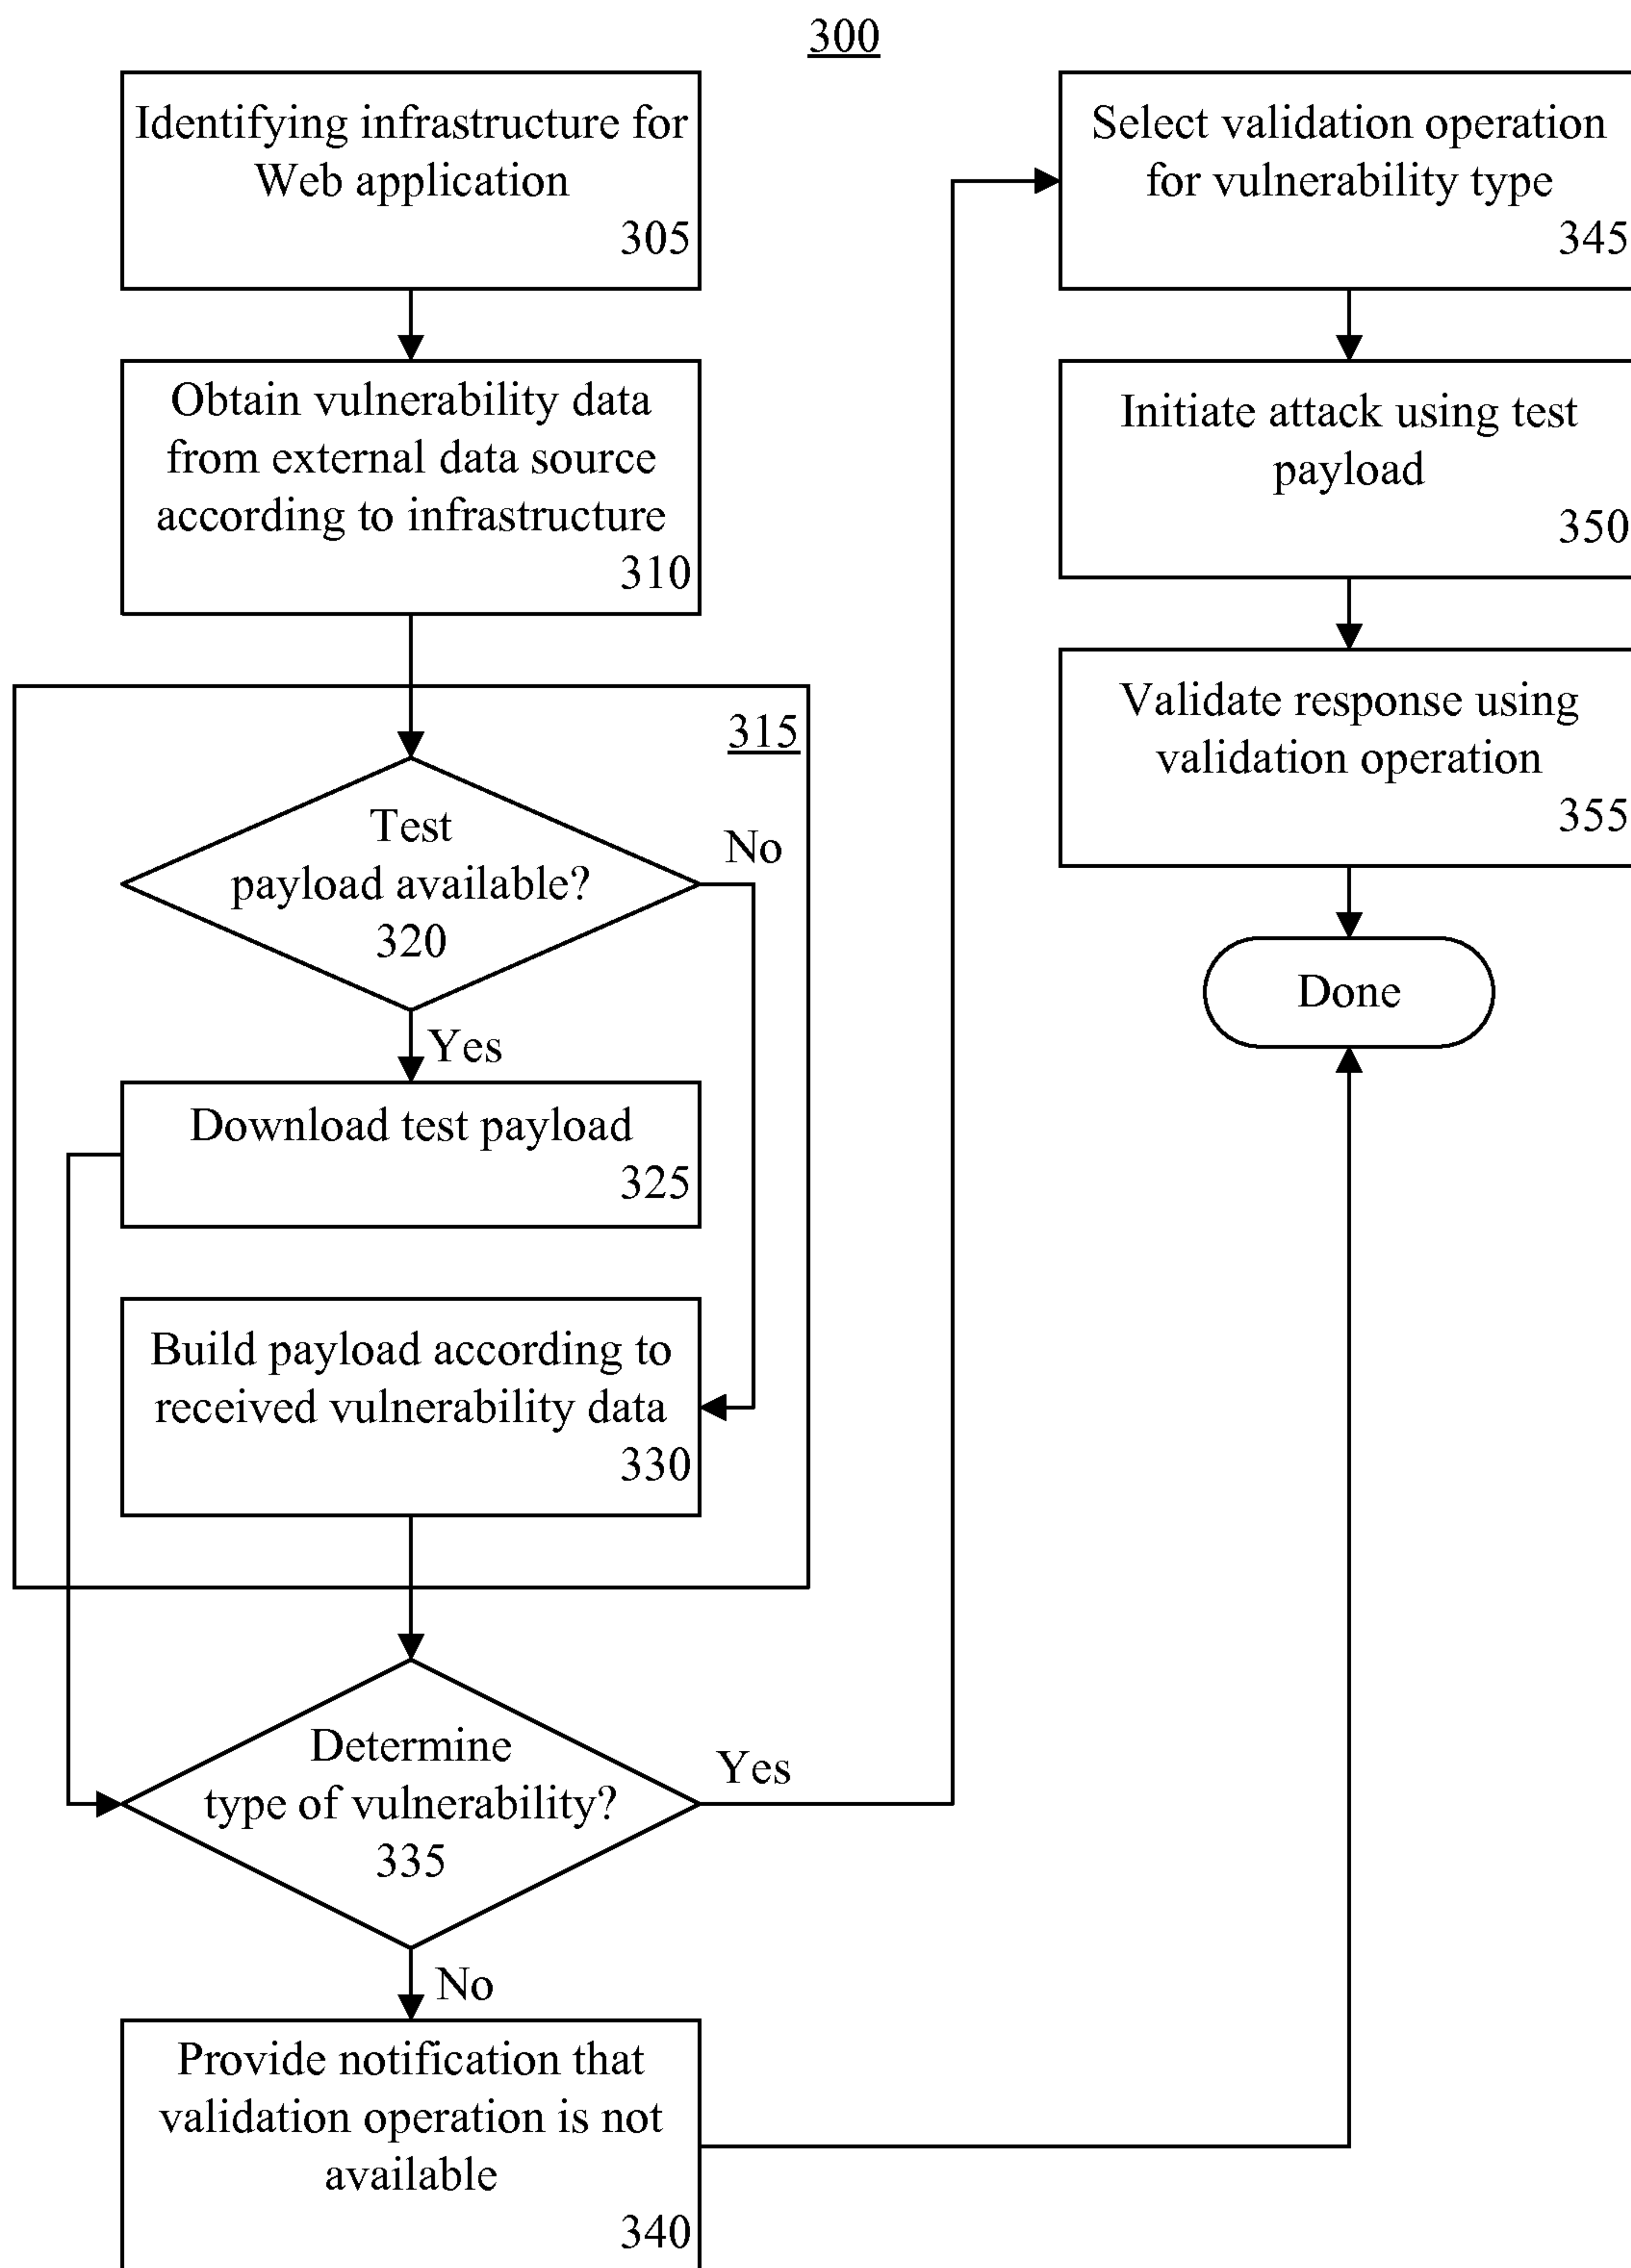 300
Identifying infrastructure for
Web application
305
Obtain vulnerability data
from external data source
according to infrastructure
310
315
Test
payload available?
320
No
Yes
Download test payload
325
Build payload according to
received vulnerability data
330
Determine
type of vulnerability?
335
Yes
No
Provide notification that
validation operation is not
available
340
Select validation operation
for vulnerability type
345
Initiate attack using test
payload
350
Validate response using
validation operation
355
Done